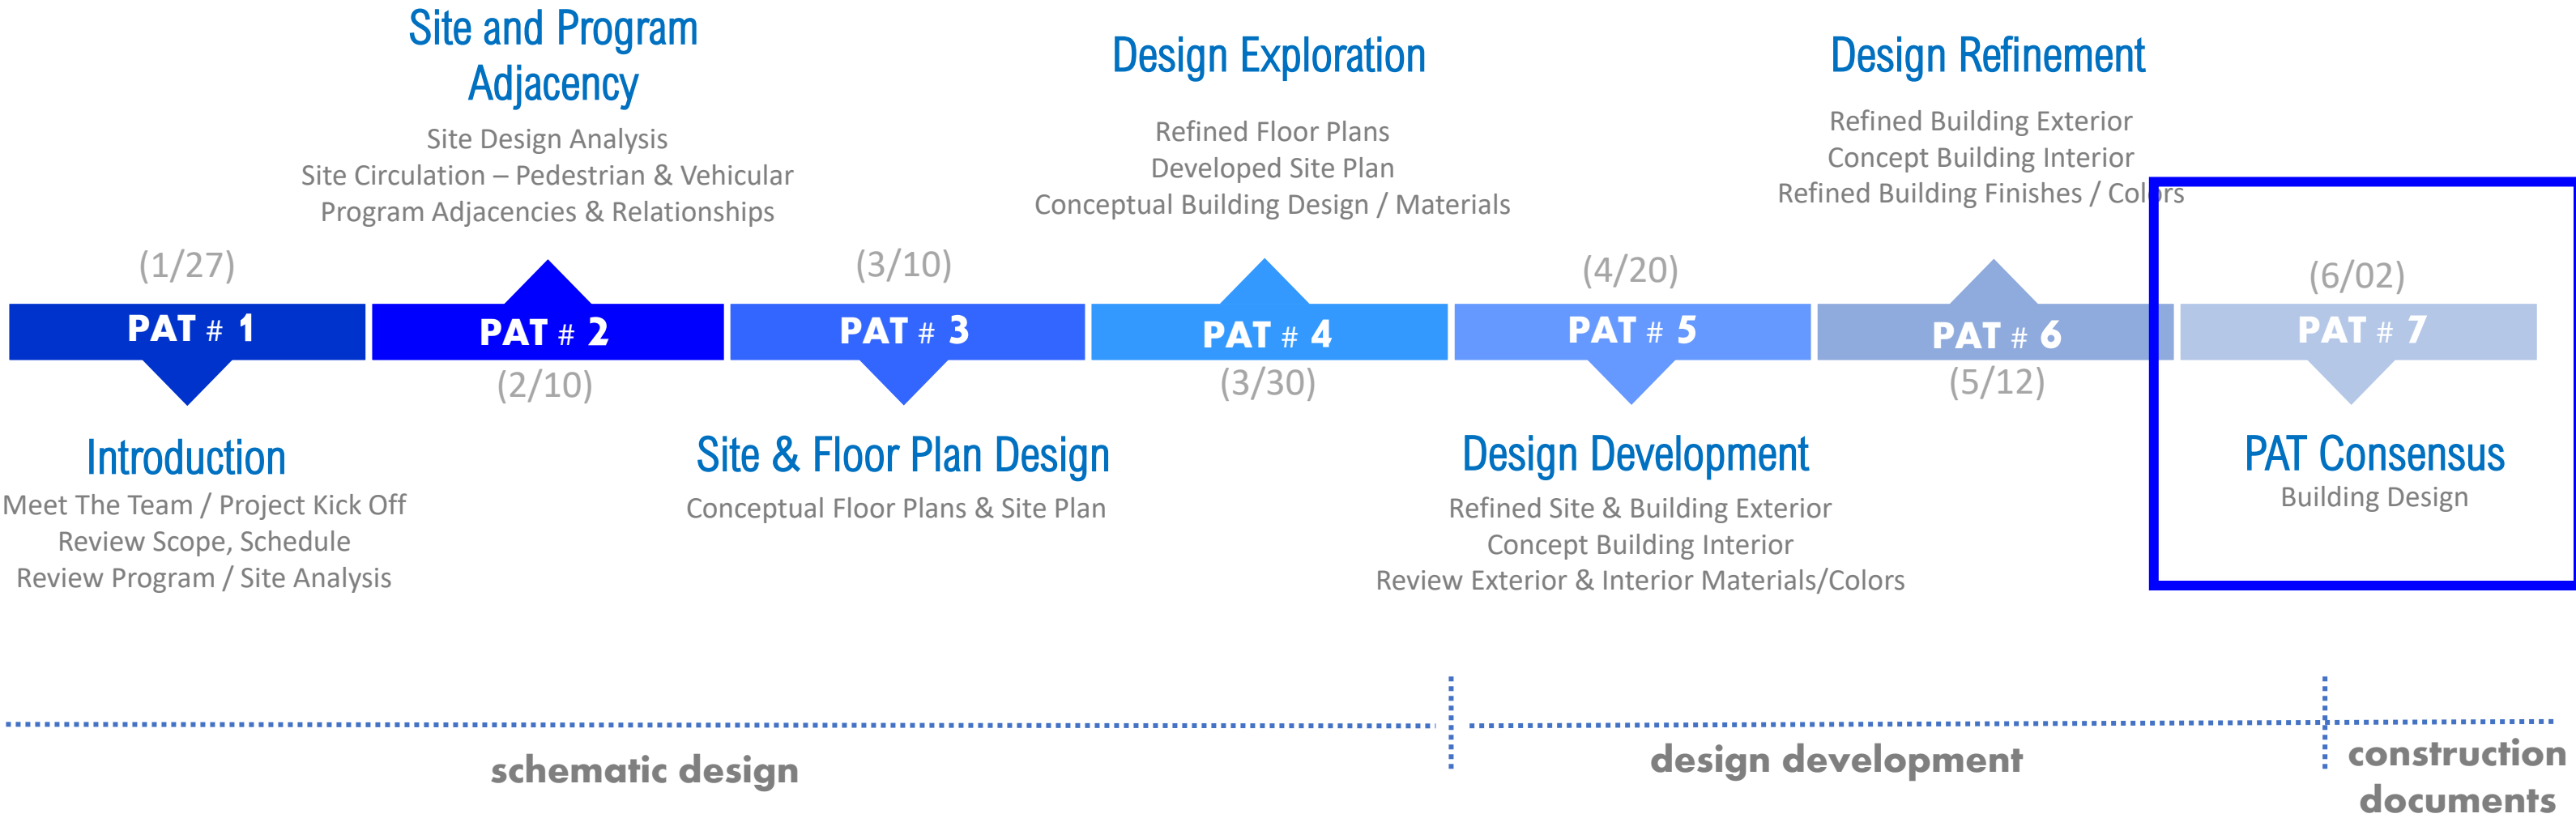 Site and Program
Adjacency
Site Design Analysis
Site Circulation – Pedestrian & Vehicular
Program Adjacencies & Relationships
Design Exploration
Refined Floor Plans
Developed Site Plan
Conceptual Building Design / Materials
Design Refinement
Refined Building Exterior
Concept Building Interior
Refined Building Finishes / Colors
(1/27)
(3/10)
(4/20)
(6/02)
PAT # 1
PAT # 2
PAT # 3
PAT # 4
PAT # 5
PAT # 6
PAT # 7
(2/10)
(3/30)
(5/12)
Introduction
Meet The Team / Project Kick Off
Review Scope, Schedule
Review Program / Site Analysis
Site & Floor Plan Design
Conceptual Floor Plans & Site Plan
Design Development
Refined Site & Building Exterior
Concept Building Interior
Review Exterior & Interior Materials/Colors
PAT Consensus
Building Design
schematic design
design development
construction
documents